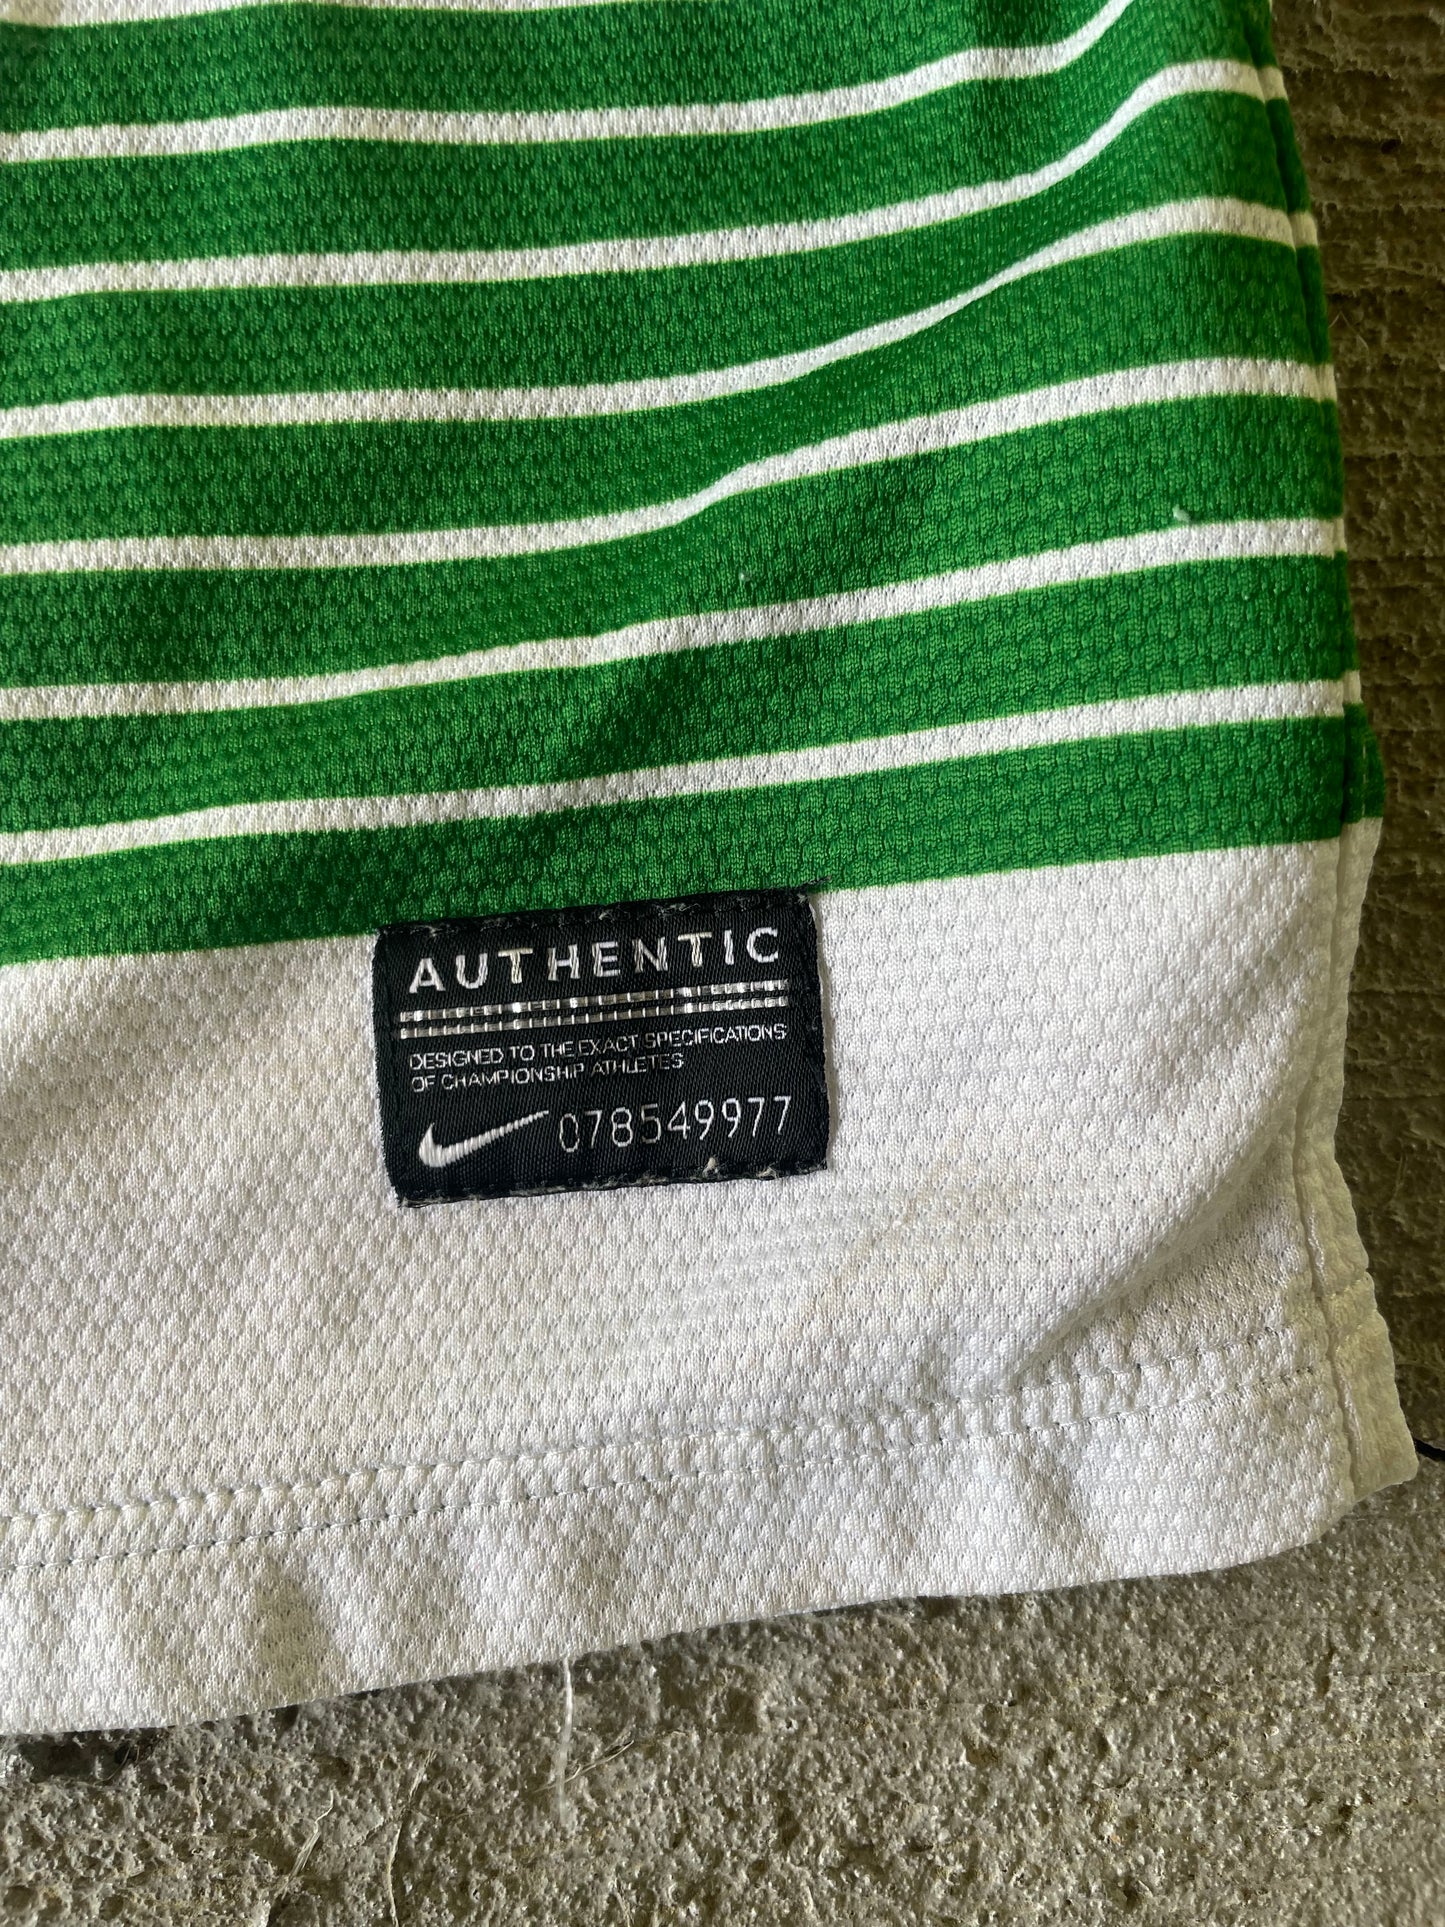 AUTHENTIC
DESIGNED TO THE EXACT SPECIFICATIONS
OF CHAMPIONSHIP ATHLETES
078549977